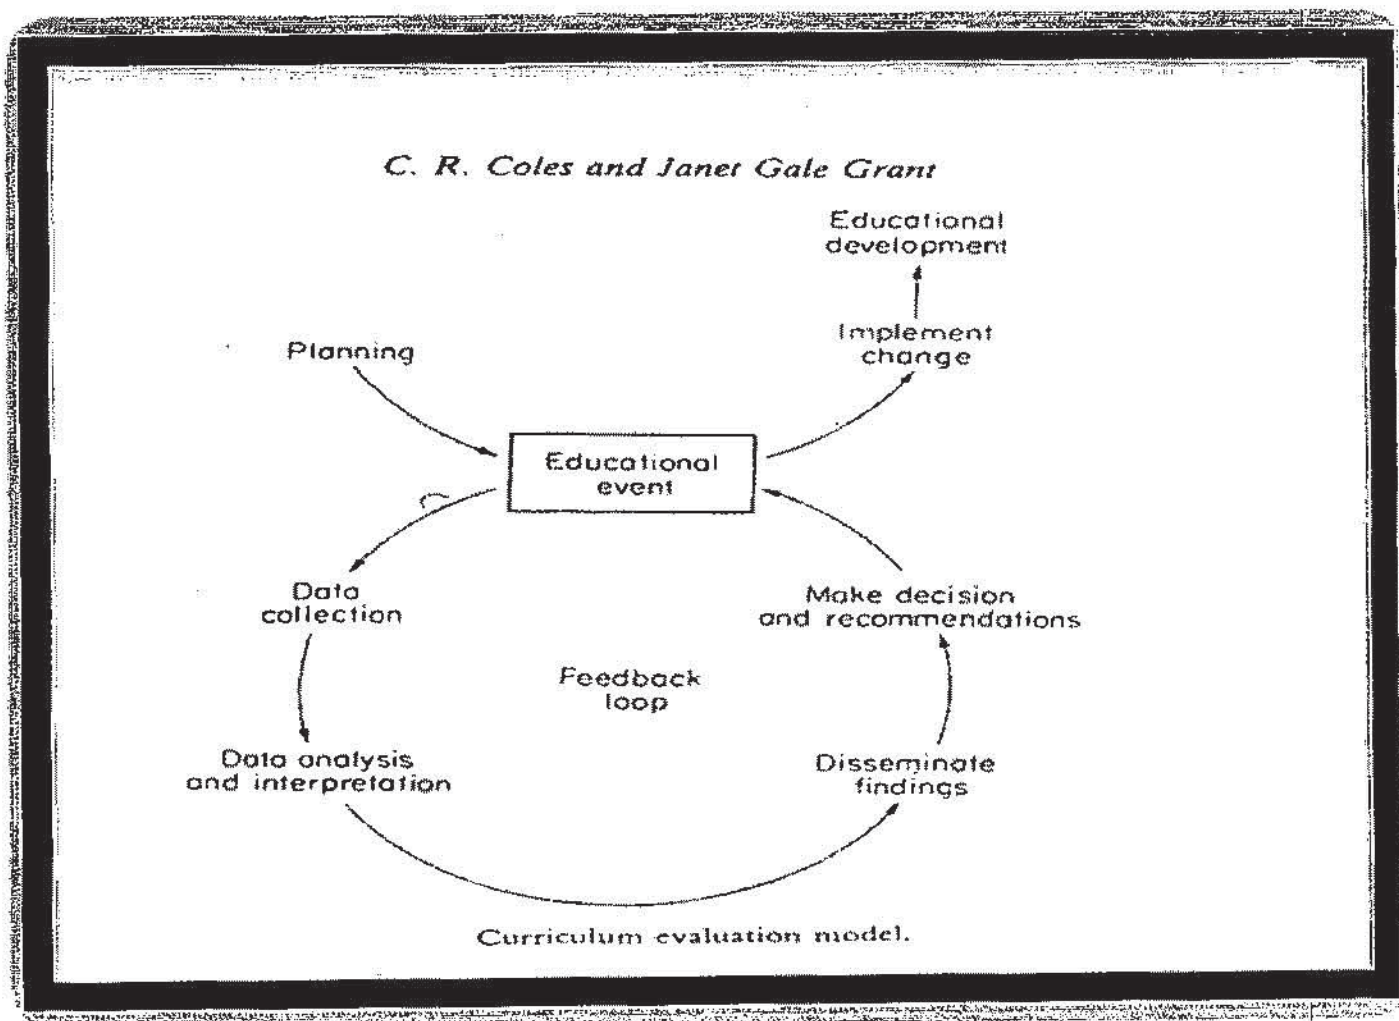 C. R. Coles and Janet Gale Grant
Educational
development
Implement
change
Planning
Educational
event
Data
collection
Make decision
and recommendations
Feedback
loop
Data analysis
and interpretation
Disseminate
findings
Curriculum evaluation model.